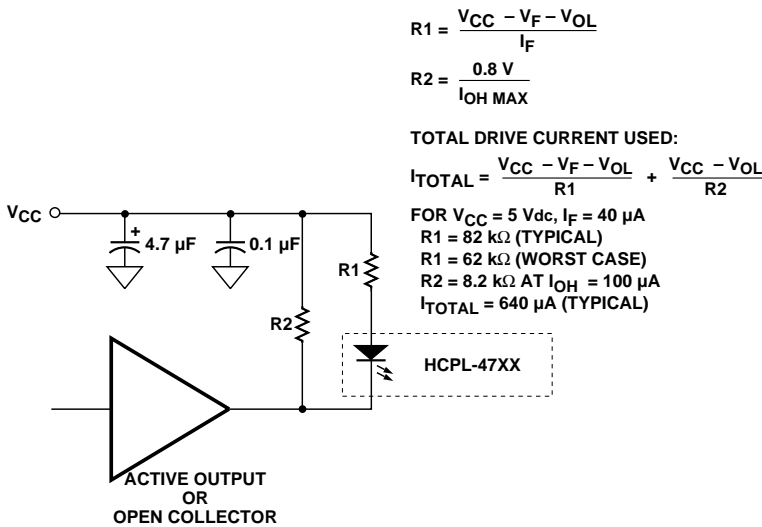 R1 = (VCC – VF – VOL) / IF
R2 = 0.8 V / IOH MAX
TOTAL DRIVE CURRENT USED:
ITOTAL = (VCC – VF – VOL) / R1 + (VCC – VOL) / R2
FOR VCC = 5 Vdc, IF = 40 µA
R1 = 82 kΩ (TYPICAL)
R1 = 62 kΩ (WORST CASE)
R2 = 8.2 kΩ AT IOH = 100 µA
ITOTAL = 640 µA (TYPICAL)
VCC
+
4.7 µF
0.1 µF
R1
R2
HCPL-47XX
ACTIVE OUTPUT
OR
OPEN COLLECTOR